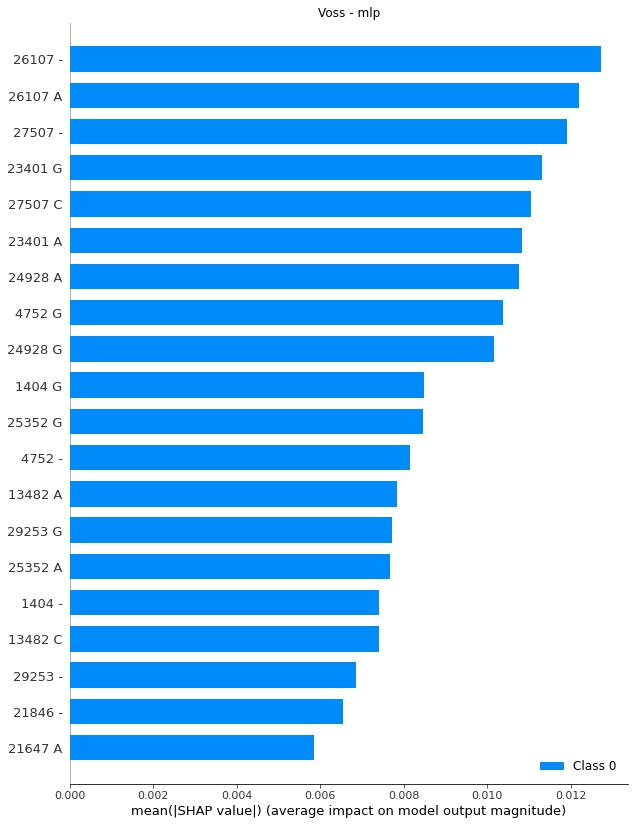 Voss - mlp
26107 -
26107 A
27507 -
23401 G
27507 C
23401 A
24928 A
4752 G
24928 G
1404 G
25352 G
4752 -
13482 A
29253 G
25352 A
1404 -
13482 C
29253 -
21846 -
21647 A
Class 0
0.000 0.002 0.004 0.006 0.008 0.010 0.012
mean(|SHAP value|) (average impact on model output magnitude)